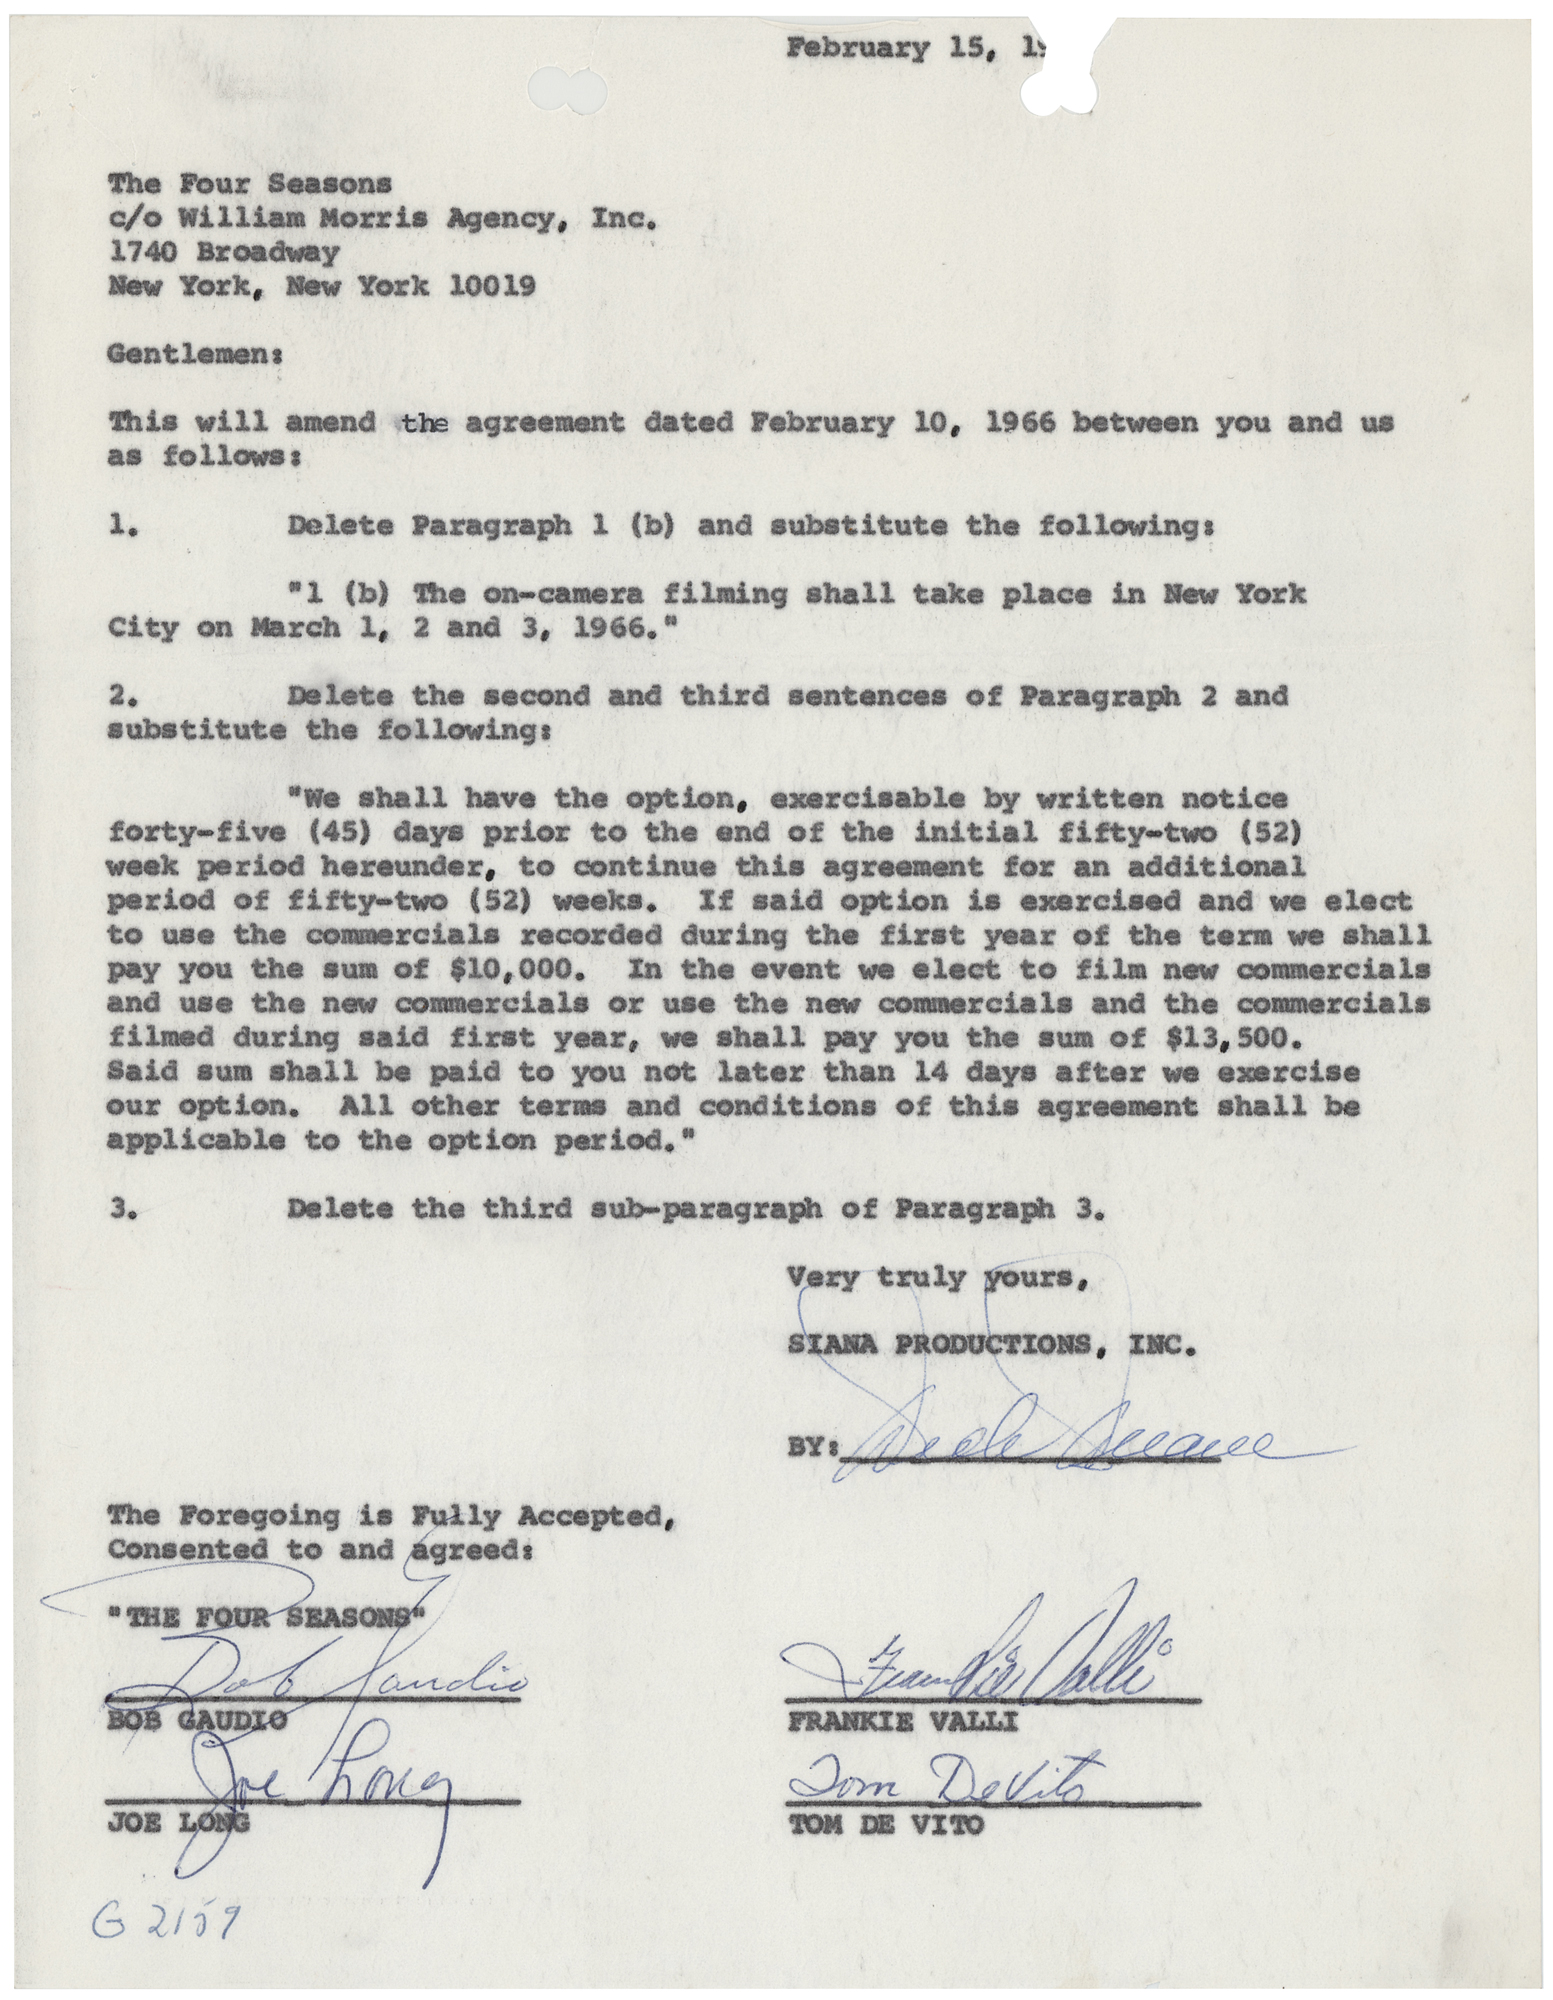 February 15, 19
The Four Seasons
c/o William Morris Agency, Inc.
1740 Broadway
New York, New York 10019
Gentlemen:
This will amend the agreement dated February 10, 1966 between you and us
as follows:
1. Delete Paragraph 1 (b) and substitute the following:
"1 (b) The on-camera filming shall take place in New York
City on March 1, 2 and 3, 1966."
2. Delete the second and third sentences of Paragraph 2 and
substitute the following:
"We shall have the option, exercisable by written notice
forty-five (45) days prior to the end of the initial fifty-two (52)
week period hereunder, to continue this agreement for an additional
period of fifty-two (52) weeks. If said option is exercised and we elect
to use the commercials recorded during the first year of the term we shall
pay you the sum of $10,000. In the event we elect to film new commercials
and use the new commercials or use the new commercials and the commercials
filmed during said first year, we shall pay you the sum of $13,500.
Said sum shall be paid to you not later than 14 days after we exercise
our option. All other terms and conditions of this agreement shall be
applicable to the option period."
3. Delete the third sub-paragraph of Paragraph 3.
Very truly yours,
SIANA PRODUCTIONS, INC.
BY:
The Foregoing is Fully Accepted,
Consented to and agreed:
"THE FOUR SEASONS"
Bob Gaudio Frankie Valli
BOB GAUDIO FRANKIE VALLI
Joe Long Tom DeVito
JOE LONG TOM DE VITO
G 2159